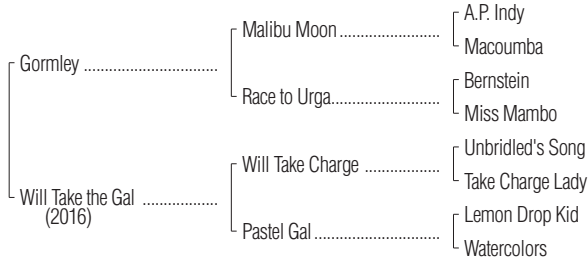 A.P. Indy
Malibu Moon ....................
Macoumba
Gormley ...........................
Bernstein
Race to Urga......................
Miss Mambo
Unbridled's Song
Will Take Charge ...............
Take Charge Lady
Will Take the Gal ...............
(2016)
Lemon Drop Kid
Pastel Gal .........................
Watercolors